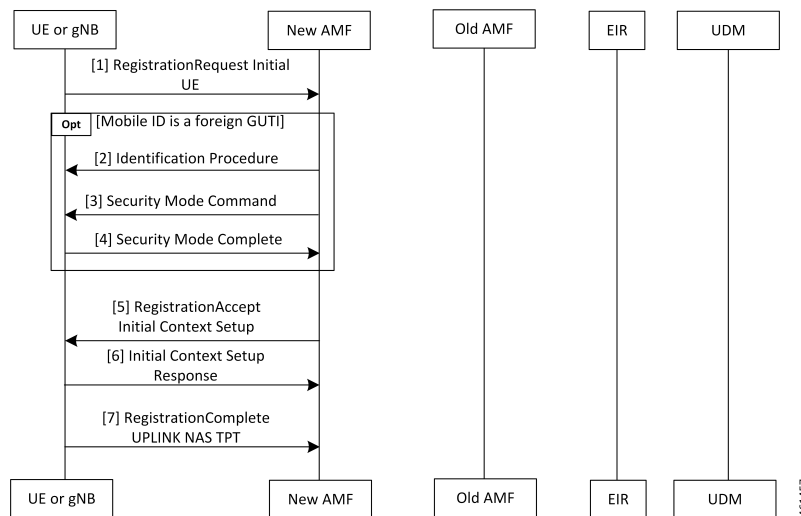 UE or gNB
New AMF
Old AMF
EIR
UDM
[1] RegistrationRequest Initial
UE
Opt
[Mobile ID is a foreign GUTI]
[2] Identification Procedure
[3] Security Mode Command
[4] Security Mode Complete
[5] RegistrationAccept
Initial Context Setup
[6] Initial Context Setup
Response
[7] RegistrationComplete
UPLINK NAS TPT
UE or gNB
New AMF
Old AMF
EIR
UDM